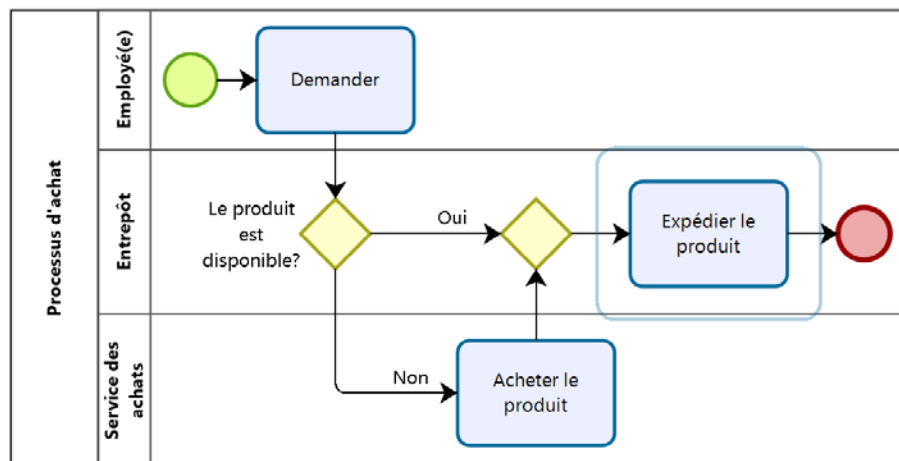 Processus d'achat
Employé(e)
Demander
Entrepôt
Le produit
est
disponible?
Oui
Expédier le
produit
Service des
achats
Non
Acheter le
produit